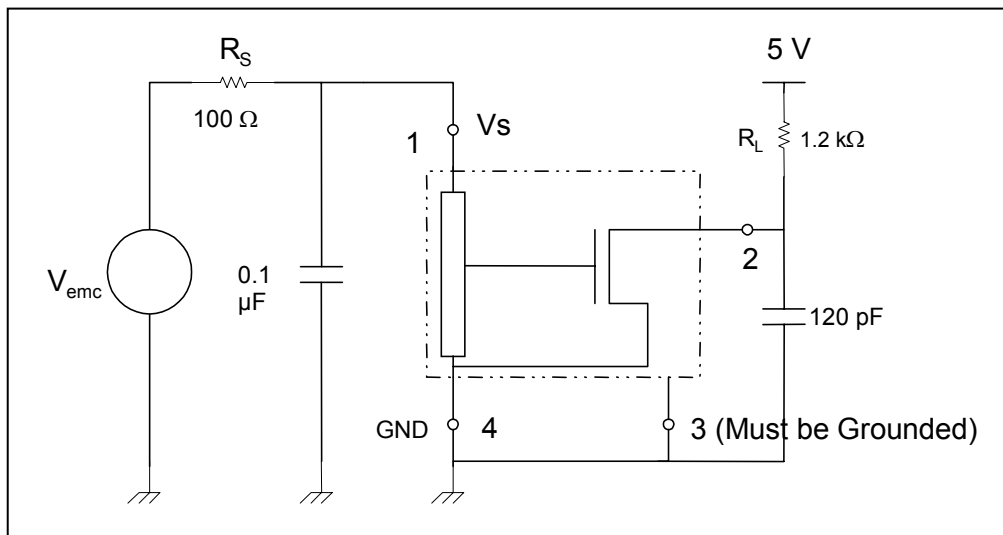 R_S
100 Ω
5 V
1
Vs
R_L
1.2 kΩ
V_emc
0.1
µF
2
120 pF
GND
4
3 (Must be Grounded)